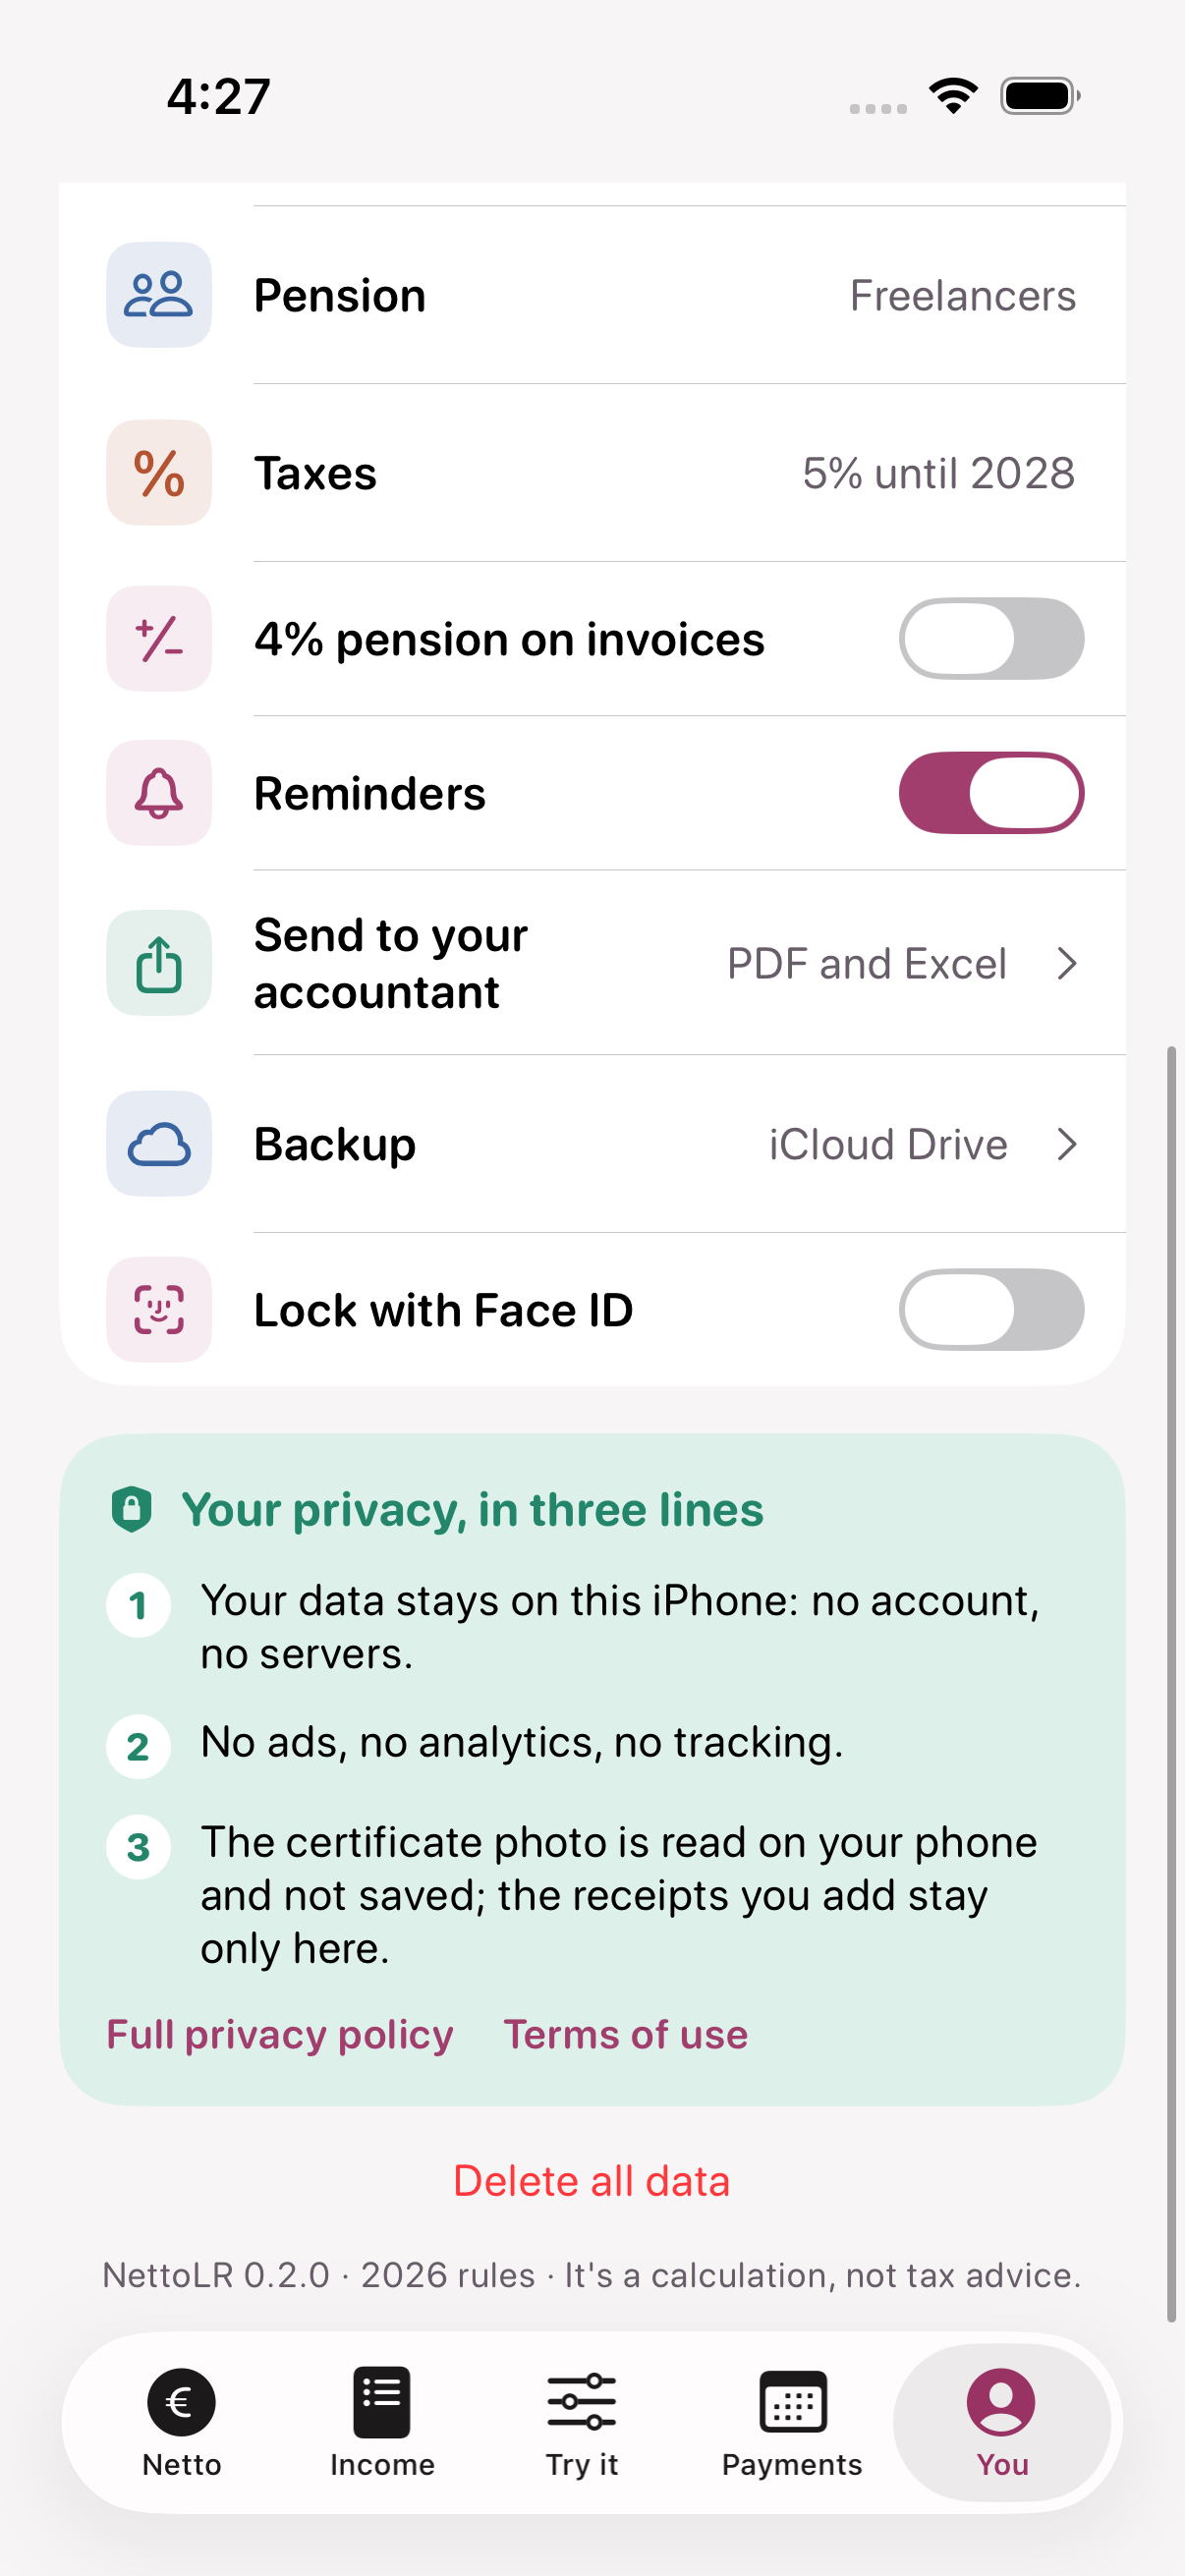 4:27
Pension
Freelancers
Taxes
5% until 2028
4% pension on invoices
Reminders
Send to your
accountant
PDF and Excel
Backup
iCloud Drive
Lock with Face ID
Your privacy, in three lines
1
Your data stays on this iPhone: no account,
no servers.
2
No ads, no analytics, no tracking.
3
The certificate photo is read on your phone
and not saved; the receipts you add stay
only here.
Full privacy policy
Terms of use
Delete all data
NettoLR 0.2.0 · 2026 rules · It's a calculation, not tax advice.
Netto
Income
Try it
Payments
You